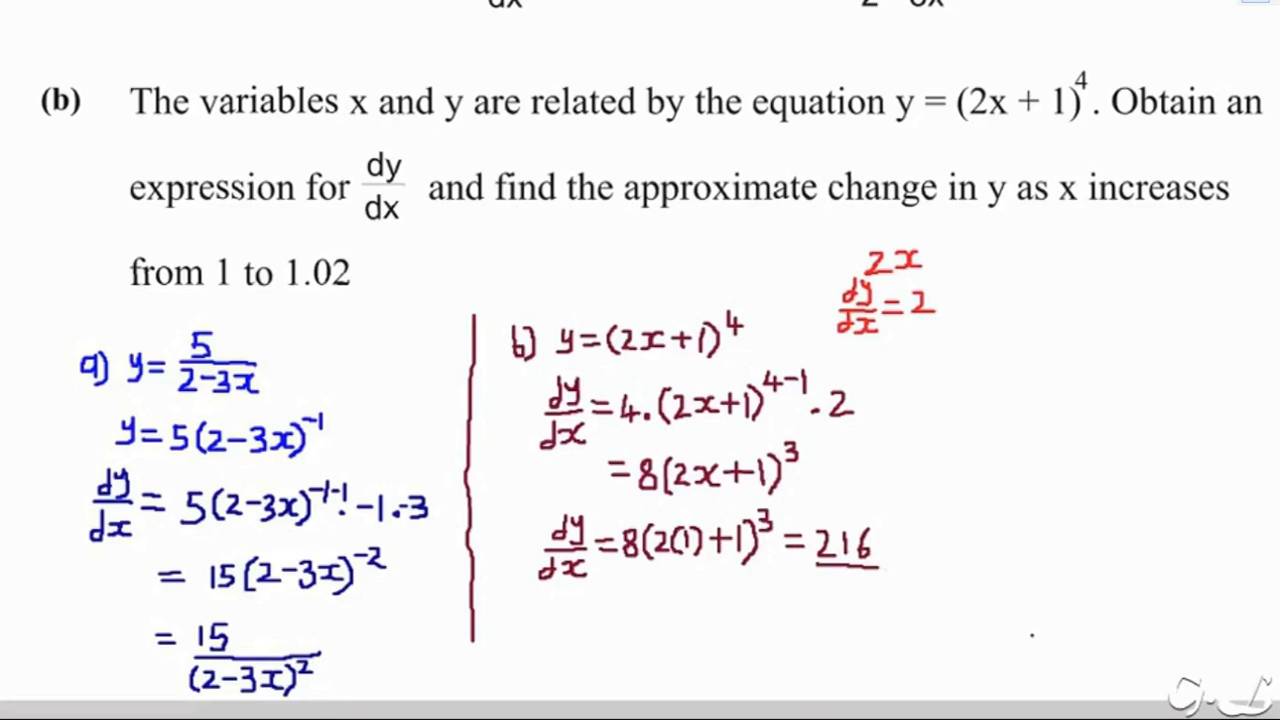 dx
(b) The variables x and y are related by the equation y = (2x + 1)^4. Obtain an
expression for dy/dx and find the approximate change in y as x increases
from 1 to 1.02
2x
dy/dx = 2
a) y = 5/(2-3x)
y = 5(2-3x)^-1
dy/dx = 5(2-3x)^-1-1 · -1 · -3
= 15(2-3x)^-2
= 15/(2-3x)^2
b) y = (2x+1)^4
dy/dx = 4·(2x+1)^4-1 · 2
= 8(2x+1)^3
dy/dx = 8(2(1)+1)^3 = 216